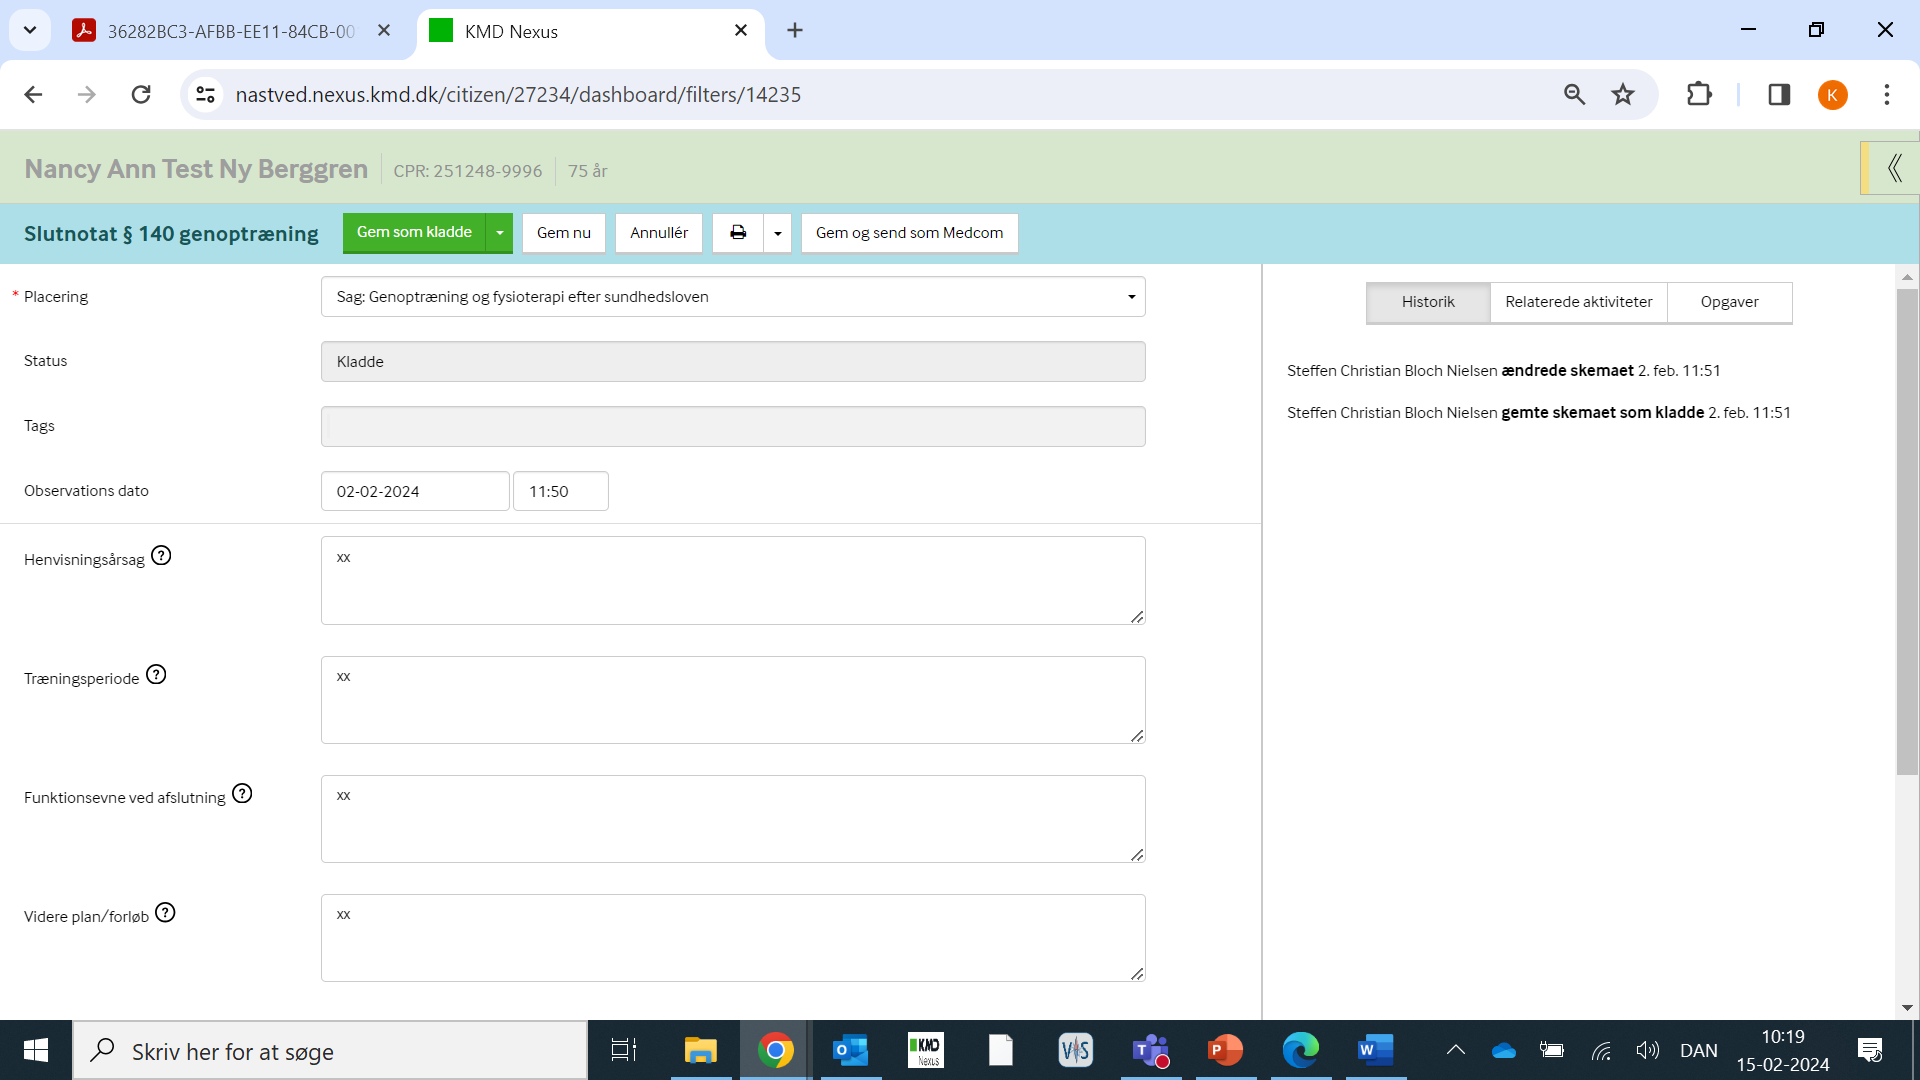 36282BC3-AFBB-EE11-84CB-00
KMD Nexus
nastved.nexus.kmd.dk/citizen/27234/dashboard/filters/14235
K
Nancy Ann Test Ny Berggren CPR: 251248-9996 75 år
Slutnotat § 140 genoptræning Gem som kladde Gem nu Annullér Gem og send som Medcom
* Placering Sag: Genoptræning og fysioterapi efter sundhedsloven
Status Kladde
Tags
Observations dato 02-02-2024 11:50
Henvisningsårsag ? xx
Træningsperiode ? xx
Funktionsevne ved afslutning ? xx
Videre plan/forløb ? xx
Historik Relaterede aktiviteter Opgaver
Steffen Christian Bloch Nielsen ændrede skemaet 2. feb. 11:51
Steffen Christian Bloch Nielsen gemte skemaet som kladde 2. feb. 11:51
Skriv her for at søge
KMD
Nexus
DAN
10:19
15-02-2024